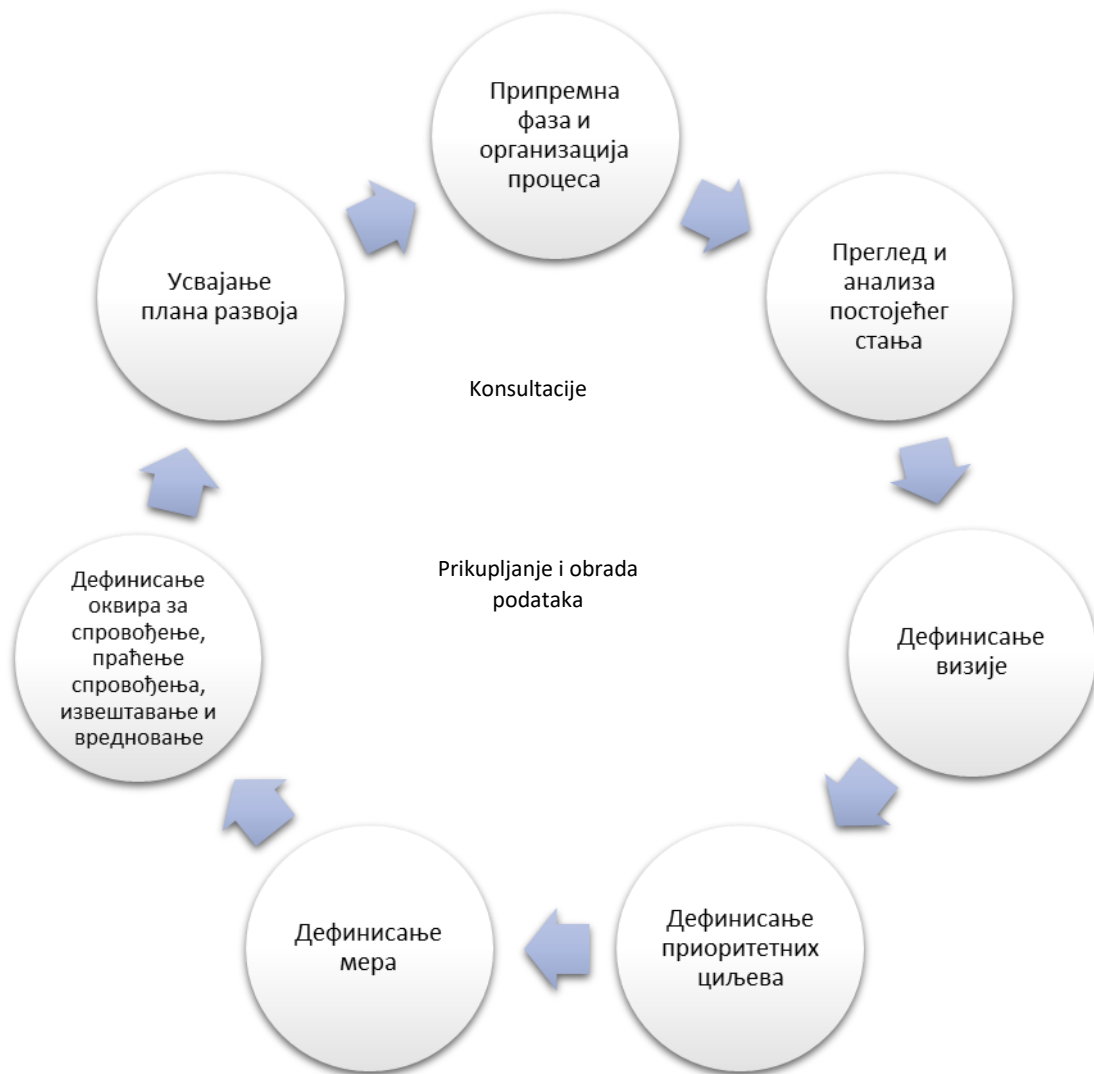 Припремна
фаза и
организација
процеса
Преглед и
анализа
постојећег
стања
Дефинисање
визије
Дефинисање
приоритетних
циљева
Дефинисање
мера
Дефинисање
оквира за
спровођење,
праћење
спровођења,
извештавање и
вредновање
Усвајање
плана развоја
Konsultacije
Prikupljanje i obrada
podataka